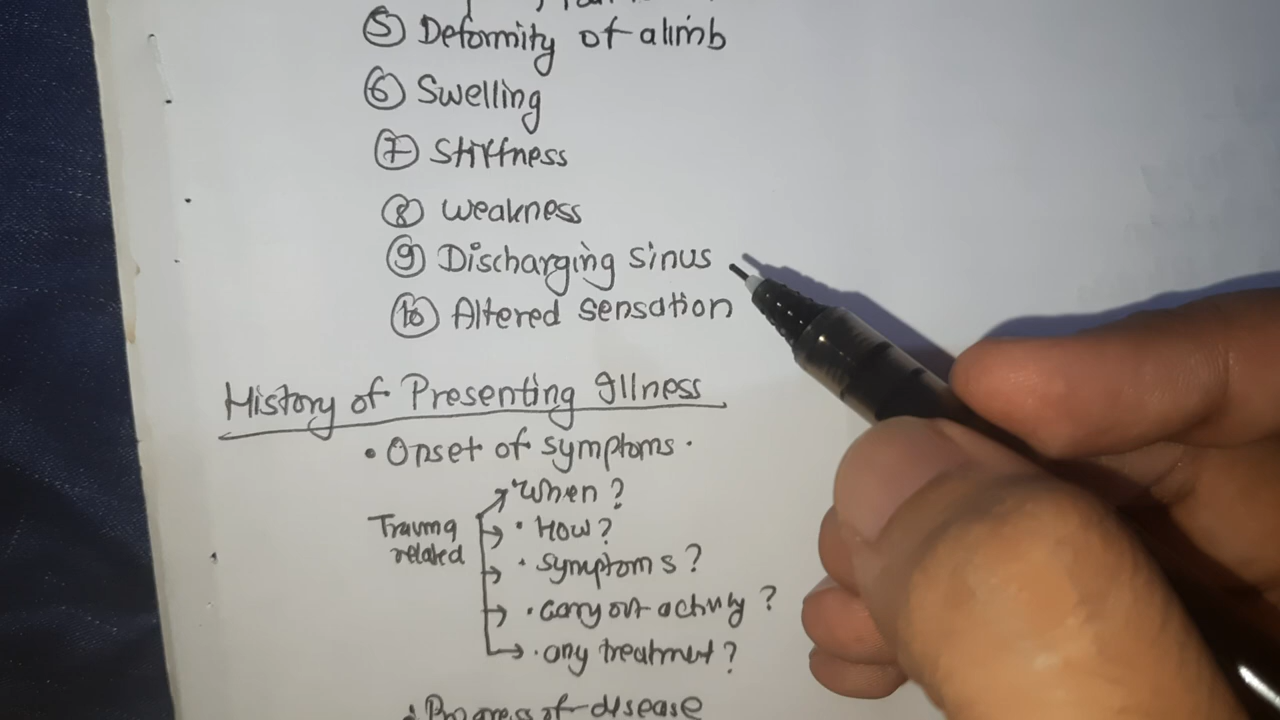 ⑤ Deformity of a limb
⑥ Swelling
⑦ Stiffness
⑧ Weakness
⑨ Discharging sinus
⑩ Altered sensation
History of Presenting Illness
• Onset of symptoms.
Trauma related
When?
• How?
• symptoms?
• carry out activity?
• any treatment?
• Progress of disease